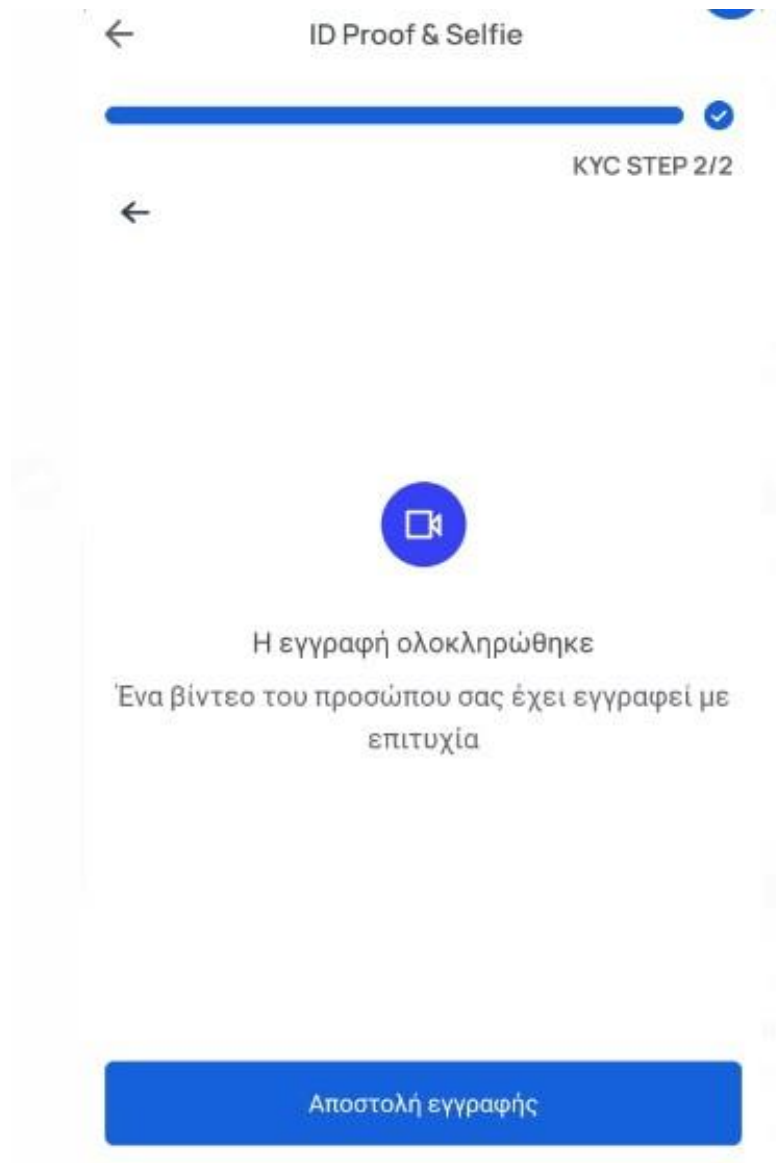 ID Proof & Selfie
KYC STEP 2/2
Η εγγραφή ολοκληρώθηκε
Ένα βίντεο του προσώπου σας έχει εγγραφεί με
επιτυχία
Αποστολή εγγραφής